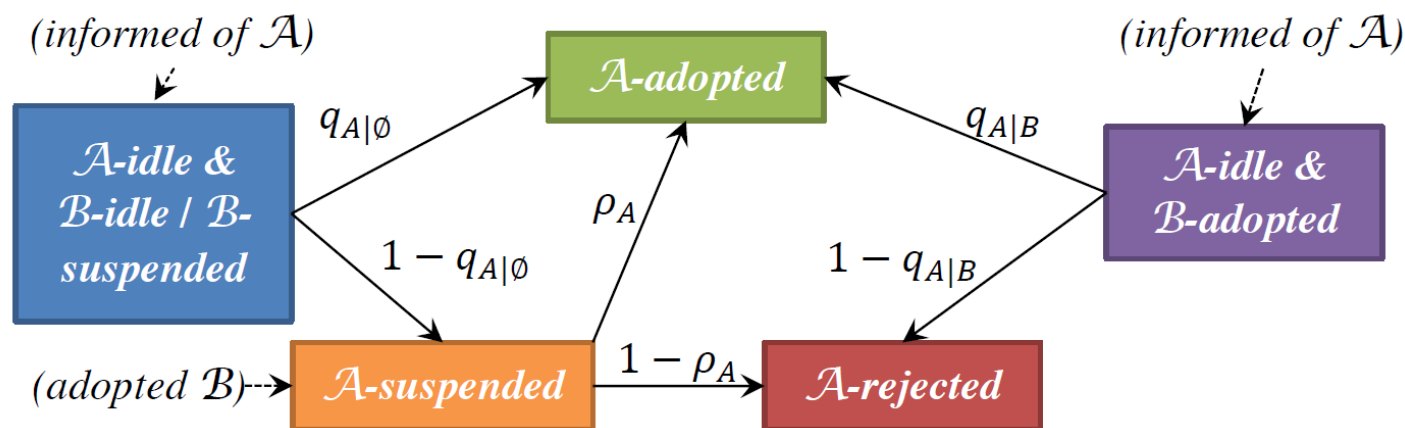 (informed of 𝒜)
(informed of 𝒜)
𝒜-adopted
q_{A|∅}
q_{A|B}
𝒜-idle &
ℬ-idle / ℬ-
suspended
𝒜-idle &
ℬ-adopted
ρ_A
1 − q_{A|∅}
1 − q_{A|B}
(adopted ℬ)
𝒜-suspended
1 − ρ_A
𝒜-rejected